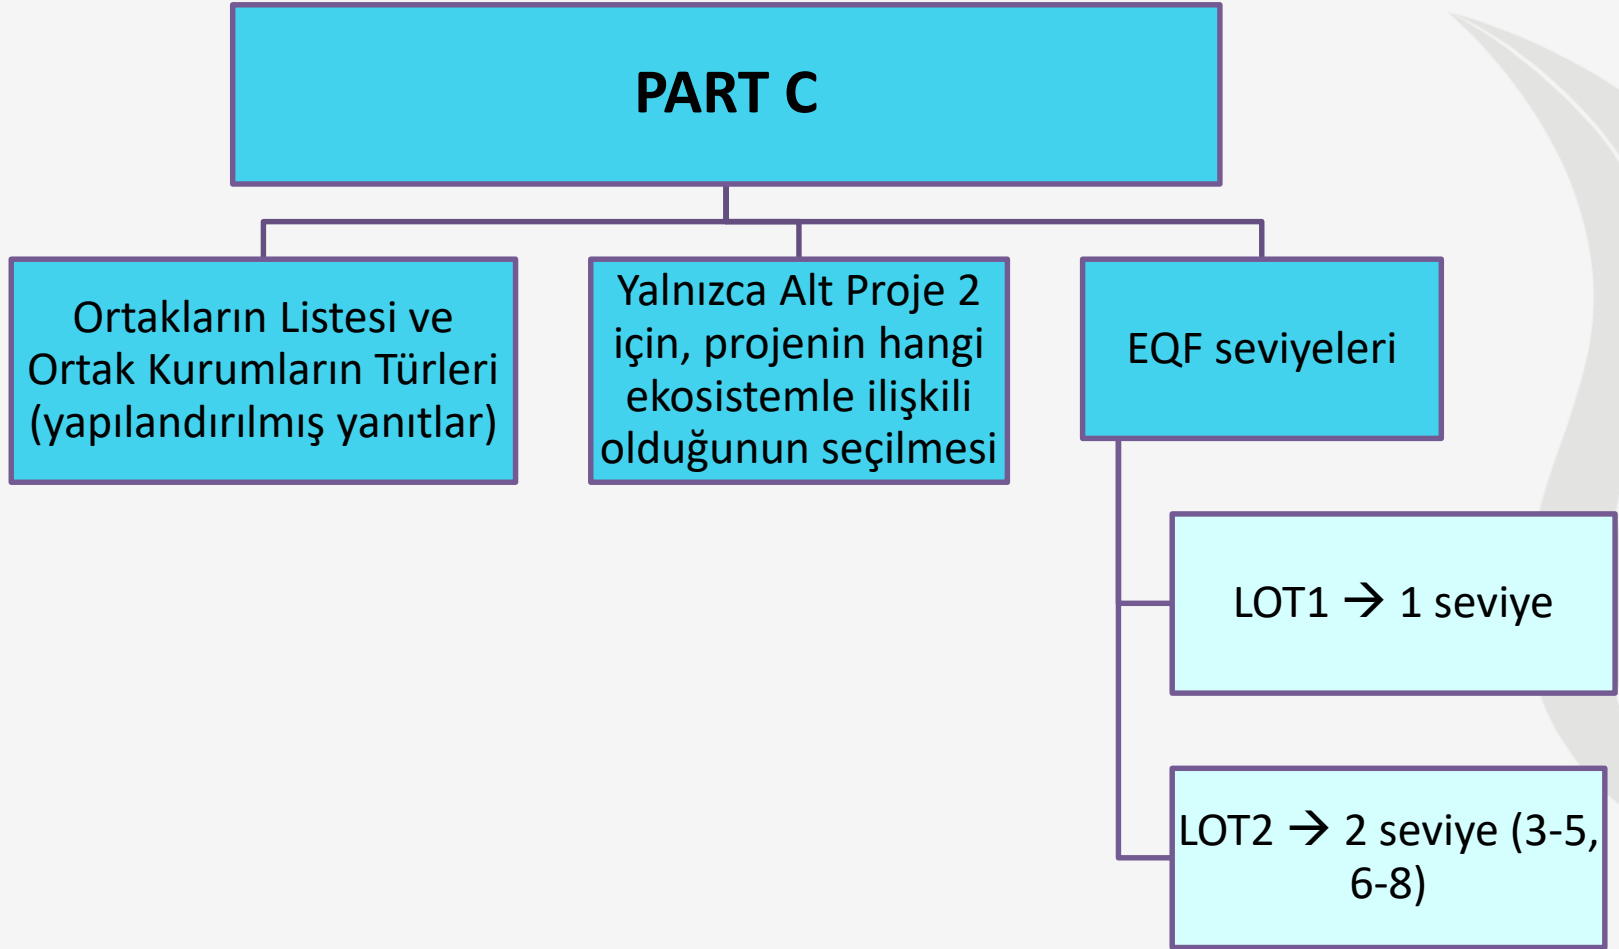 PART C
Ortakların Listesi ve
Ortak Kurumların Türleri
(yapılandırılmış yanıtlar)
Yalnızca Alt Proje 2
için, projenin hangi
ekosistemle ilişkili
olduğunun seçilmesi
EQF seviyeleri
LOT1 → 1 seviye
LOT2 → 2 seviye (3-5,
6-8)